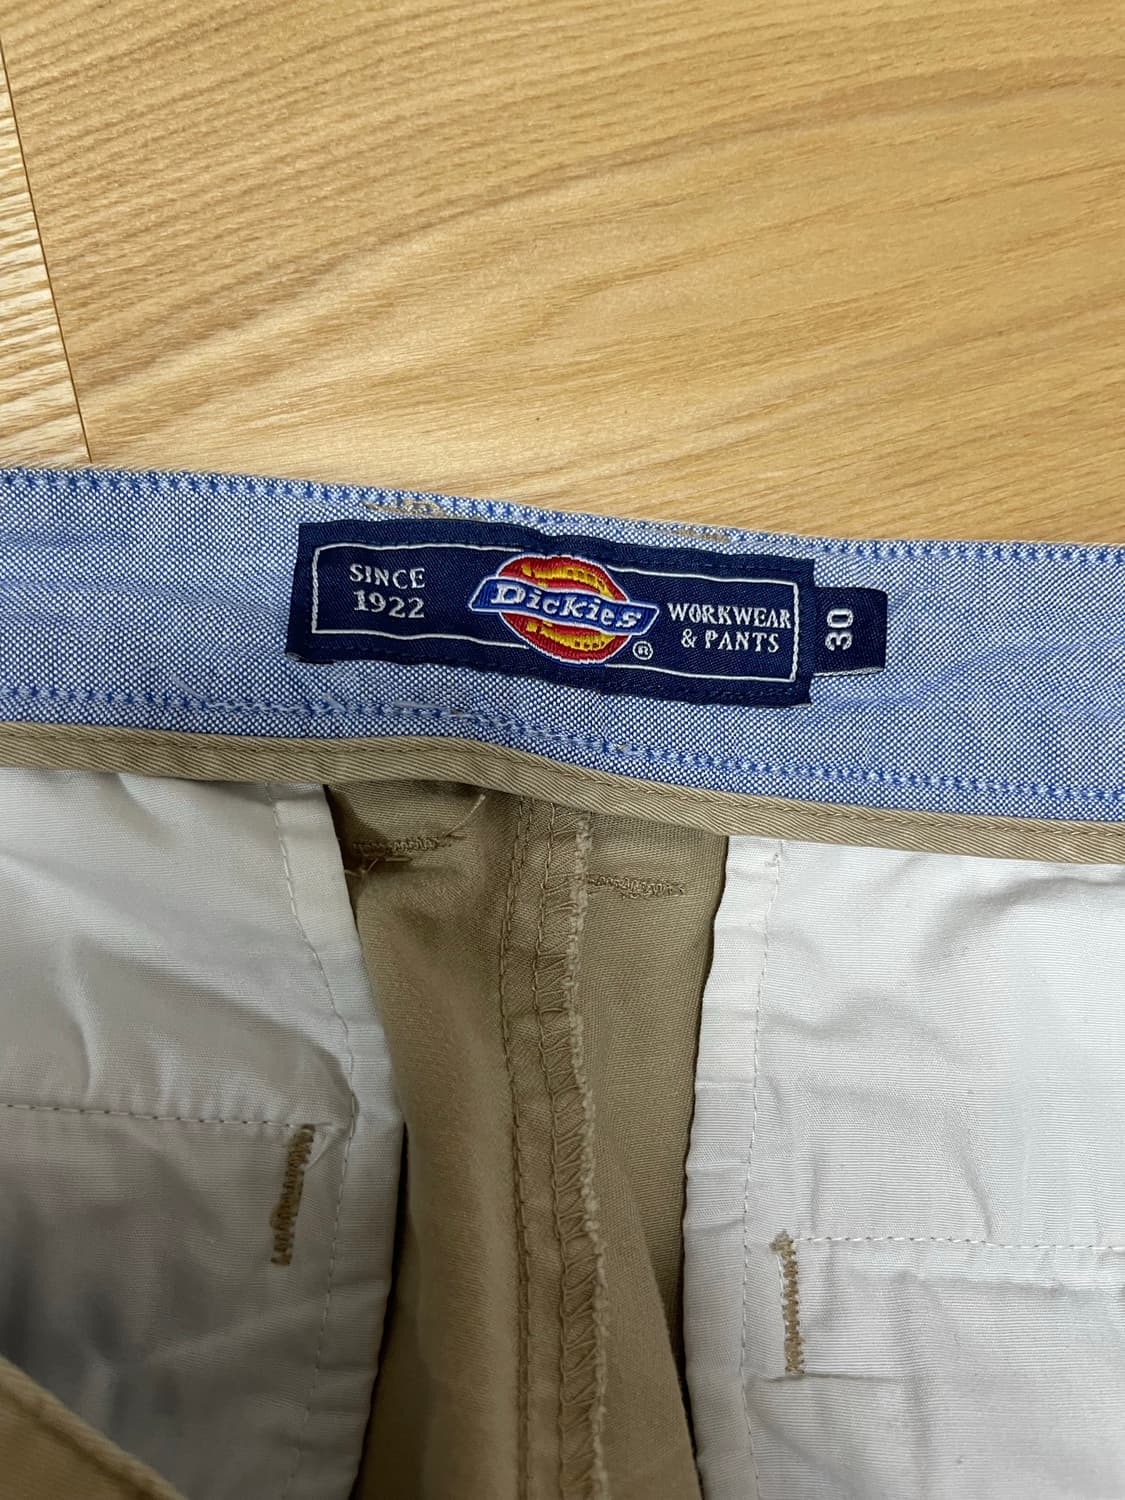 SINCE
1922
Dickies
®
WORKWEAR
& PANTS
30